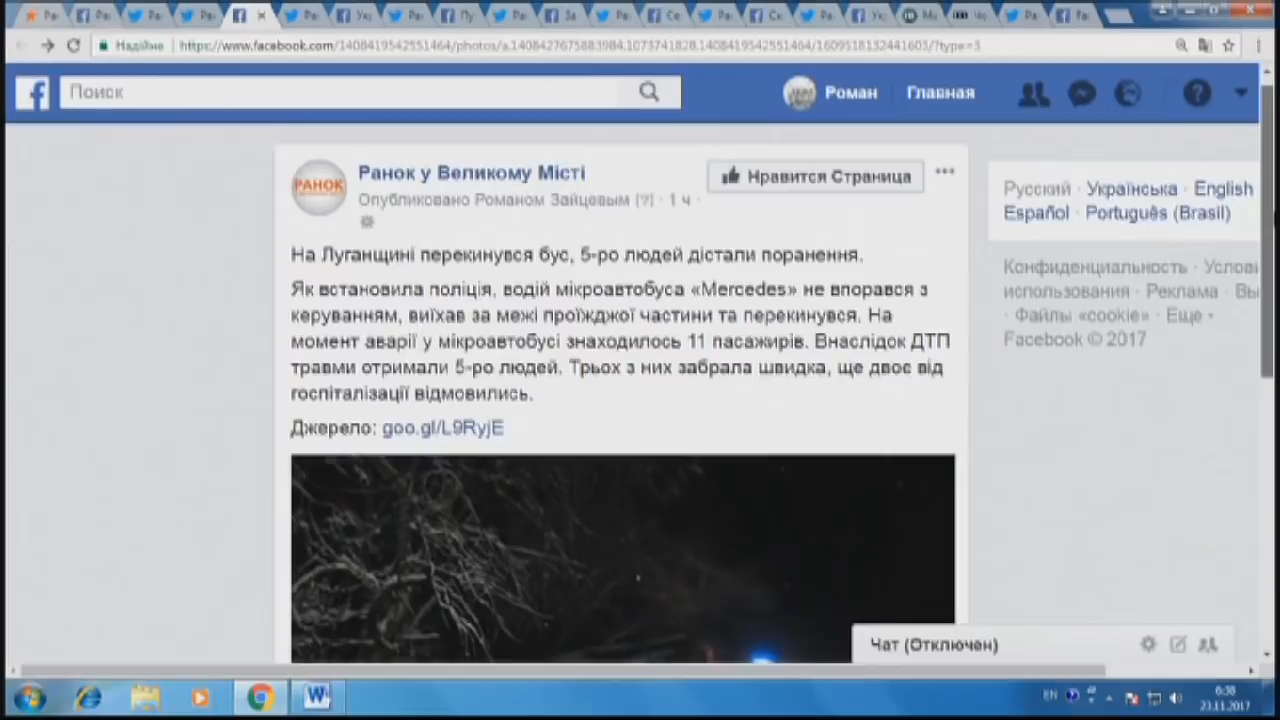 Надійне https://www.facebook.com/1408419542551464/photos/a.1408427675883984.1073741828.1408419542551464/1609518132441603/?type=3
Поиск
Роман Главная
Ранок у Великому Місті
Нравится Страница
Опубликовано Романом Зайцевым [?] · 1 ч ·
РАНОК
На Луганщині перекинувся бус, 5-ро людей дістали поранення.
Як встановила поліція, водій мікроавтобуса «Mercedes» не впорався з
керуванням, виїхав за межі проїжджої частини та перекинувся. На
момент аварії у мікроавтобусі знаходилось 11 пасажирів. Внаслідок ДТП
травми отримали 5-ро людей. Трьох з них забрала швидка, ще двоє від
госпіталізації відмовились.
Джерело: goo.gl/L9RyjE
Русский · Українська · English
Español · Português (Brasil)
Конфиденциальность · Услови
использования · Реклама · Вы
· Файлы «cookie» · Еще
Facebook © 2017
Чат (Отключен)
EN
6:38
23.11.2017